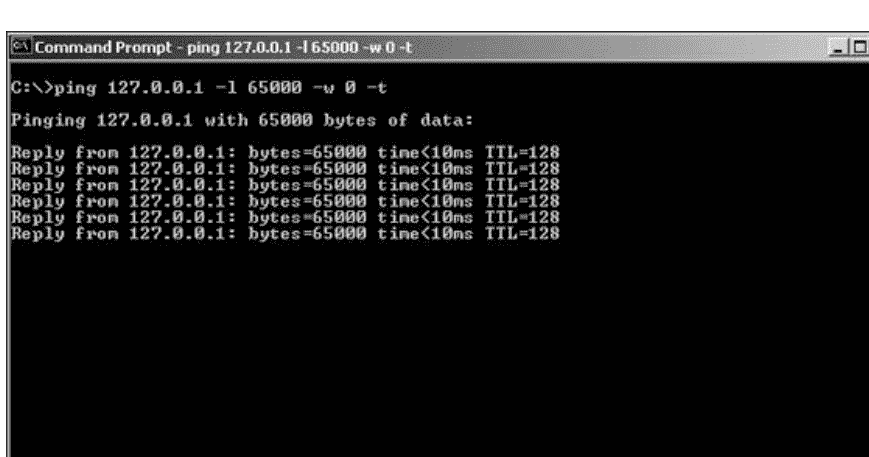 Command Prompt - ping 127.0.0.1 -l 65000 -w 0 -t
C:\>ping 127.0.0.1 -l 65000 -w 0 -t
Pinging 127.0.0.1 with 65000 bytes of data:
Reply from 127.0.0.1: bytes=65000 time<10ms TTL=128
Reply from 127.0.0.1: bytes=65000 time<10ms TTL=128
Reply from 127.0.0.1: bytes=65000 time<10ms TTL=128
Reply from 127.0.0.1: bytes=65000 time<10ms TTL=128
Reply from 127.0.0.1: bytes=65000 time<10ms TTL=128
Reply from 127.0.0.1: bytes=65000 time<10ms TTL=128